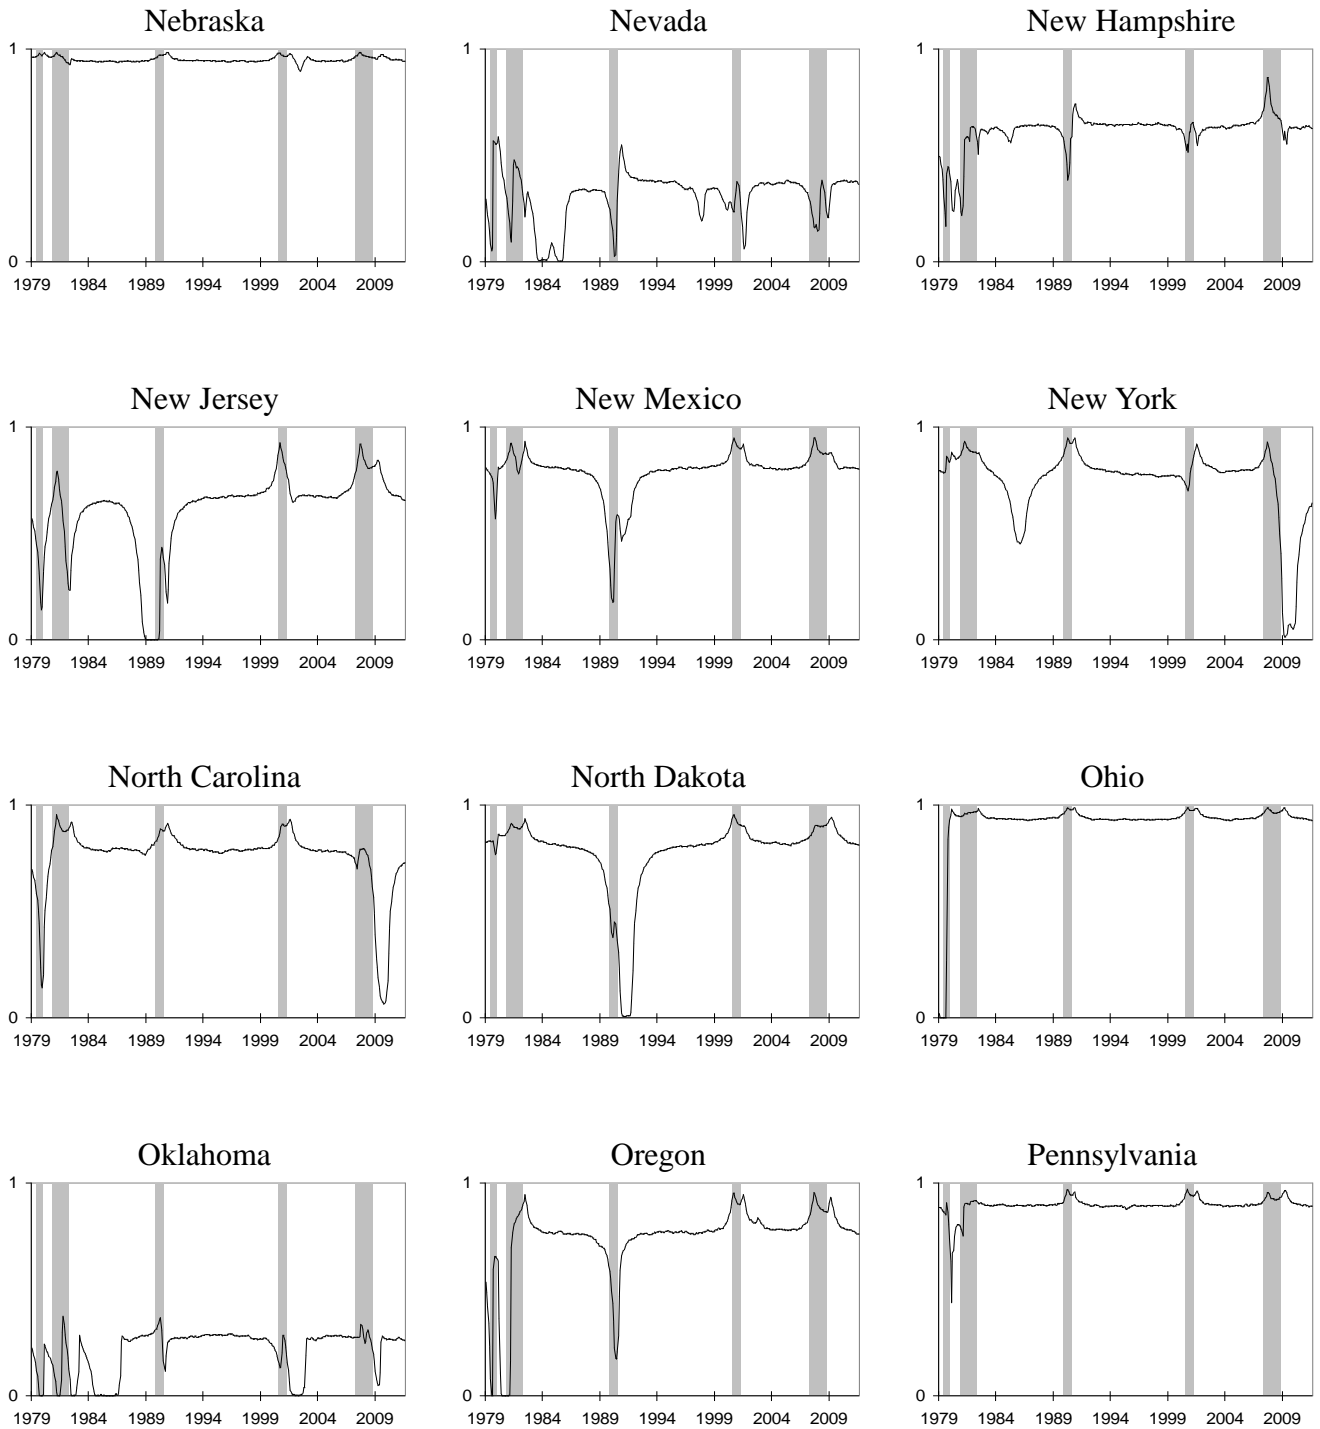 Nebraska
Nevada
New Hampshire
1
1
1
0
0
0
1979 1984 1989 1994 1999 2004 2009
1979 1984 1989 1994 1999 2004 2009
1979 1984 1989 1994 1999 2004 2009
New Jersey
New Mexico
New York
1
1
1
0
0
0
1979 1984 1989 1994 1999 2004 2009
1979 1984 1989 1994 1999 2004 2009
1979 1984 1989 1994 1999 2004 2009
North Carolina
North Dakota
Ohio
1
1
1
0
0
0
1979 1984 1989 1994 1999 2004 2009
1979 1984 1989 1994 1999 2004 2009
1979 1984 1989 1994 1999 2004 2009
Oklahoma
Oregon
Pennsylvania
1
1
1
0
0
0
1979 1984 1989 1994 1999 2004 2009
1979 1984 1989 1994 1999 2004 2009
1979 1984 1989 1994 1999 2004 2009